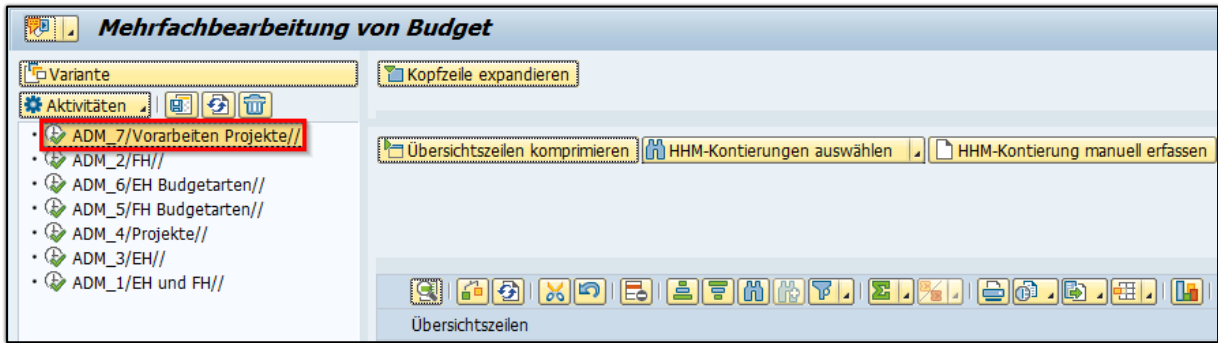 Mehrfachbearbeitung von Budget
Variante
Aktivitäten
ADM_7/Vorarbeiten Projekte//
ADM_2/FH//
ADM_6/EH Budgetarten//
ADM_5/FH Budgetarten//
ADM_4/Projekte//
ADM_3/EH//
ADM_1/EH und FH//
Kopfzeile expandieren
Übersichtszeilen komprimieren HHM-Kontierungen auswählen HHM-Kontierung manuell erfassen
Übersichtszeilen